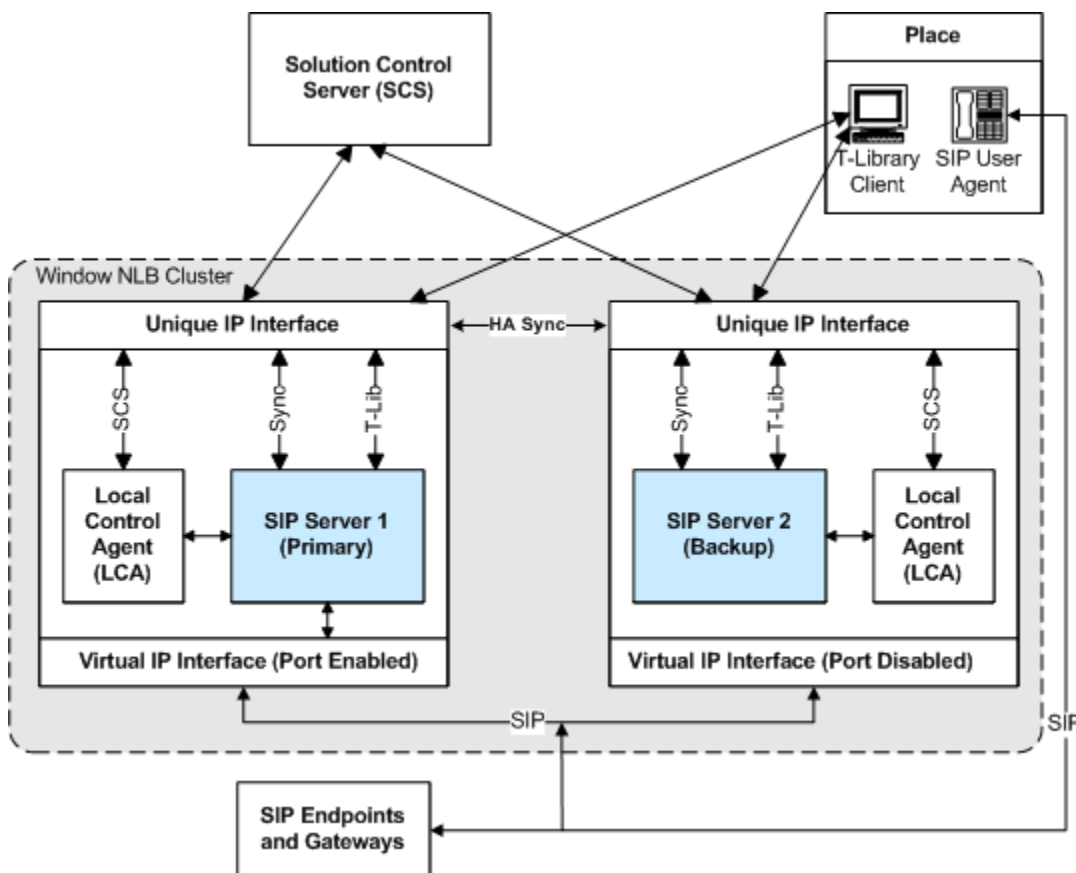 Solution Control
Server (SCS)
Place
T-Library
Client
SIP User
Agent
Window NLB Cluster
Unique IP Interface
HA Sync
Unique IP Interface
SCS
Sync
T-Lib
Sync
T-Lib
SCS
Local
Control
Agent
(LCA)
SIP Server 1
(Primary)
SIP Server 2
(Backup)
Local
Control
Agent
(LCA)
Virtual IP Interface (Port Enabled)
Virtual IP Interface (Port Disabled)
SIP
SIP
SIP Endpoints
and Gateways